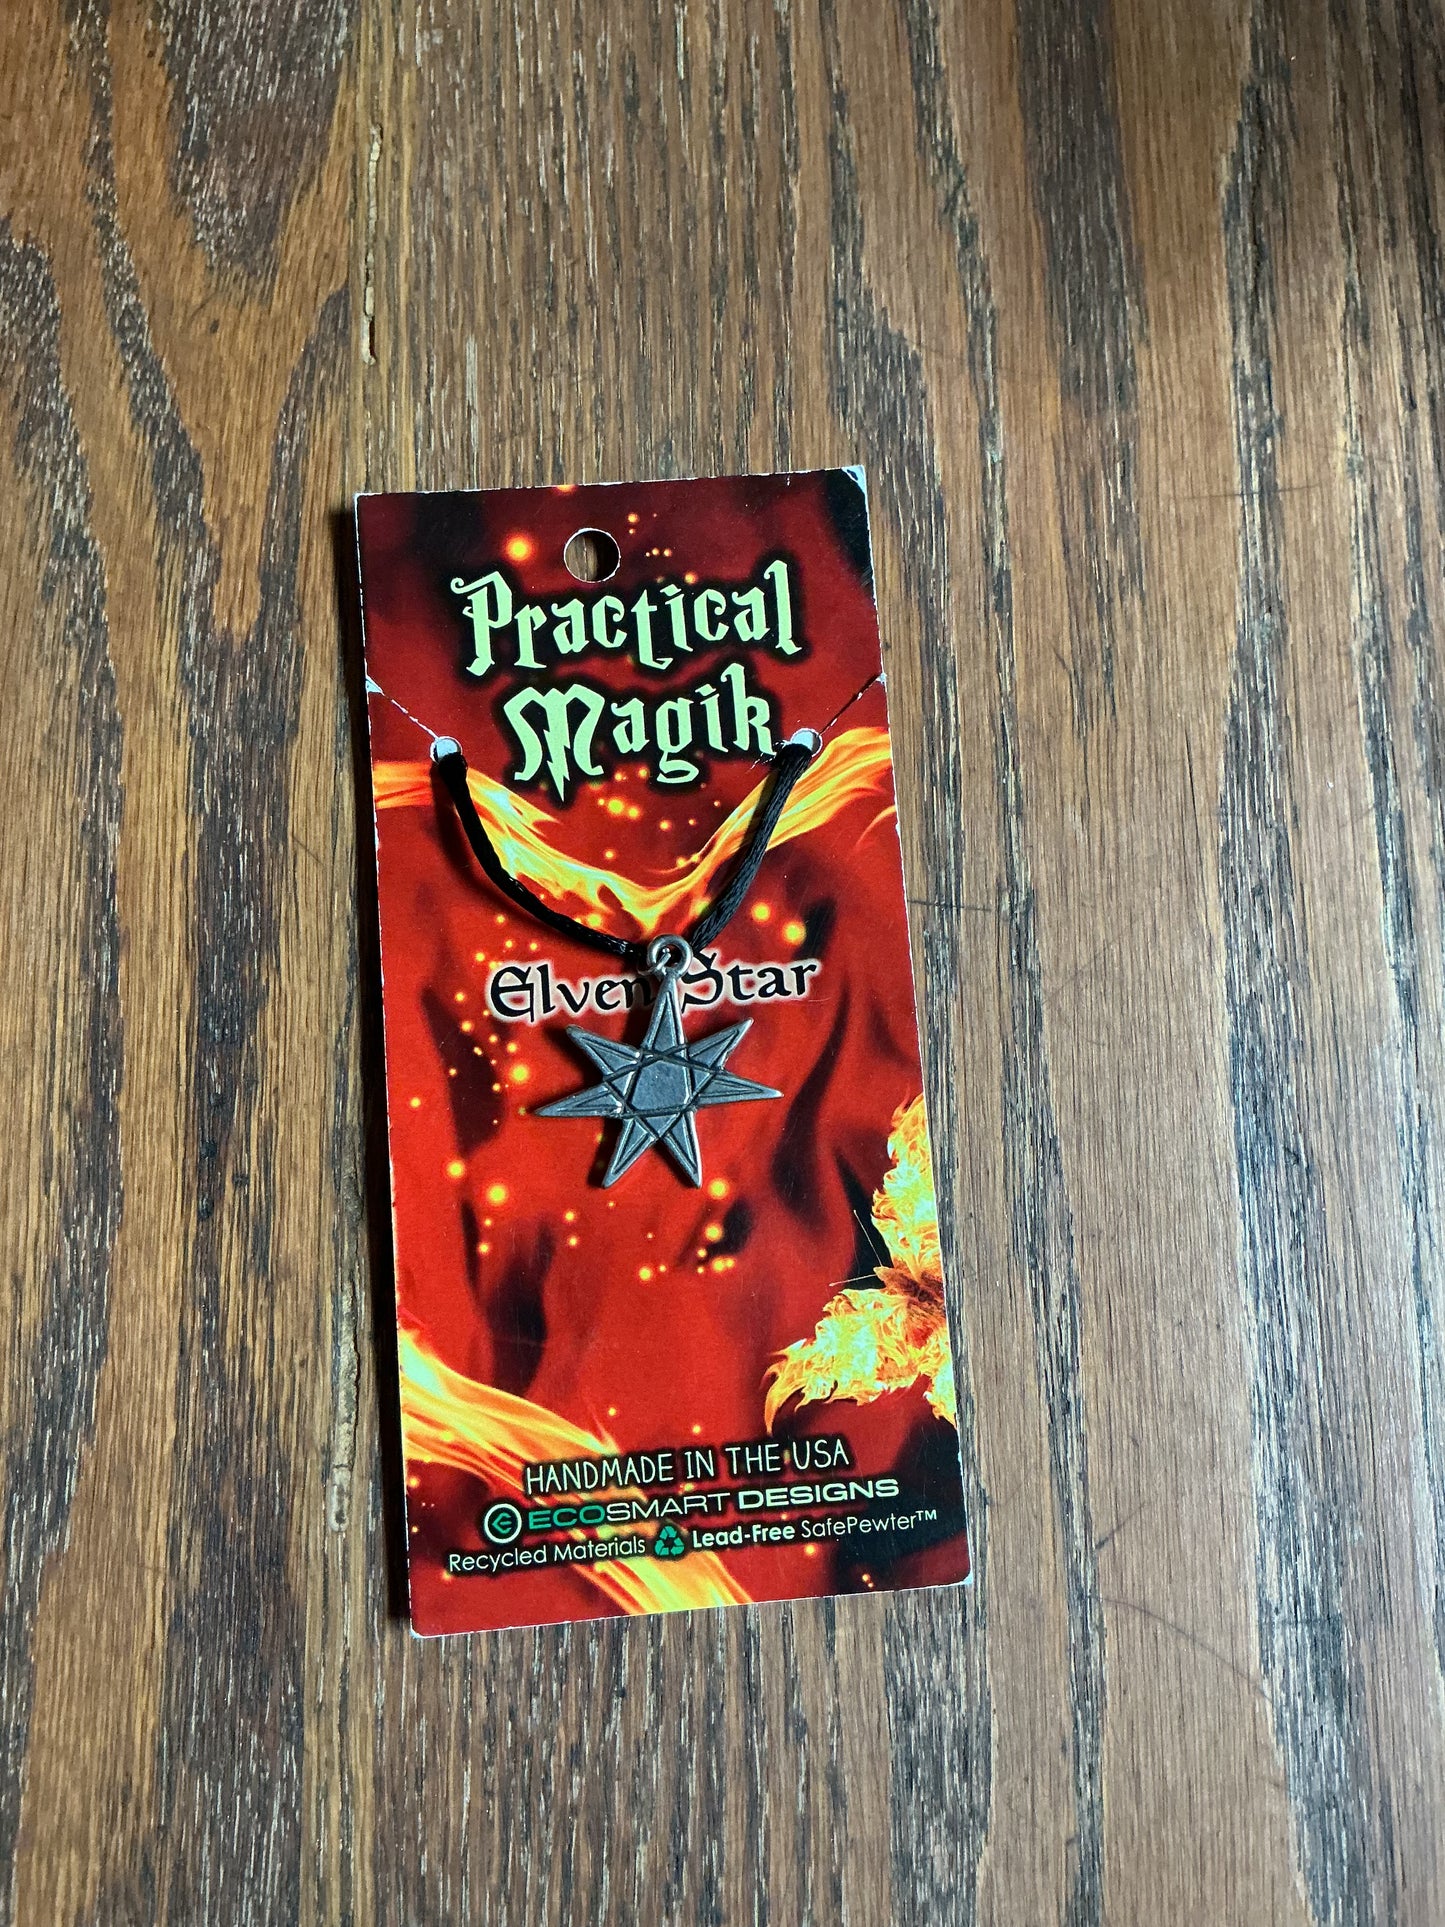 Practical
Magik
Elven Star
HANDMADE IN THE USA
ECOSMART DESIGNS
Recycled Materials Lead-Free SafePewter™